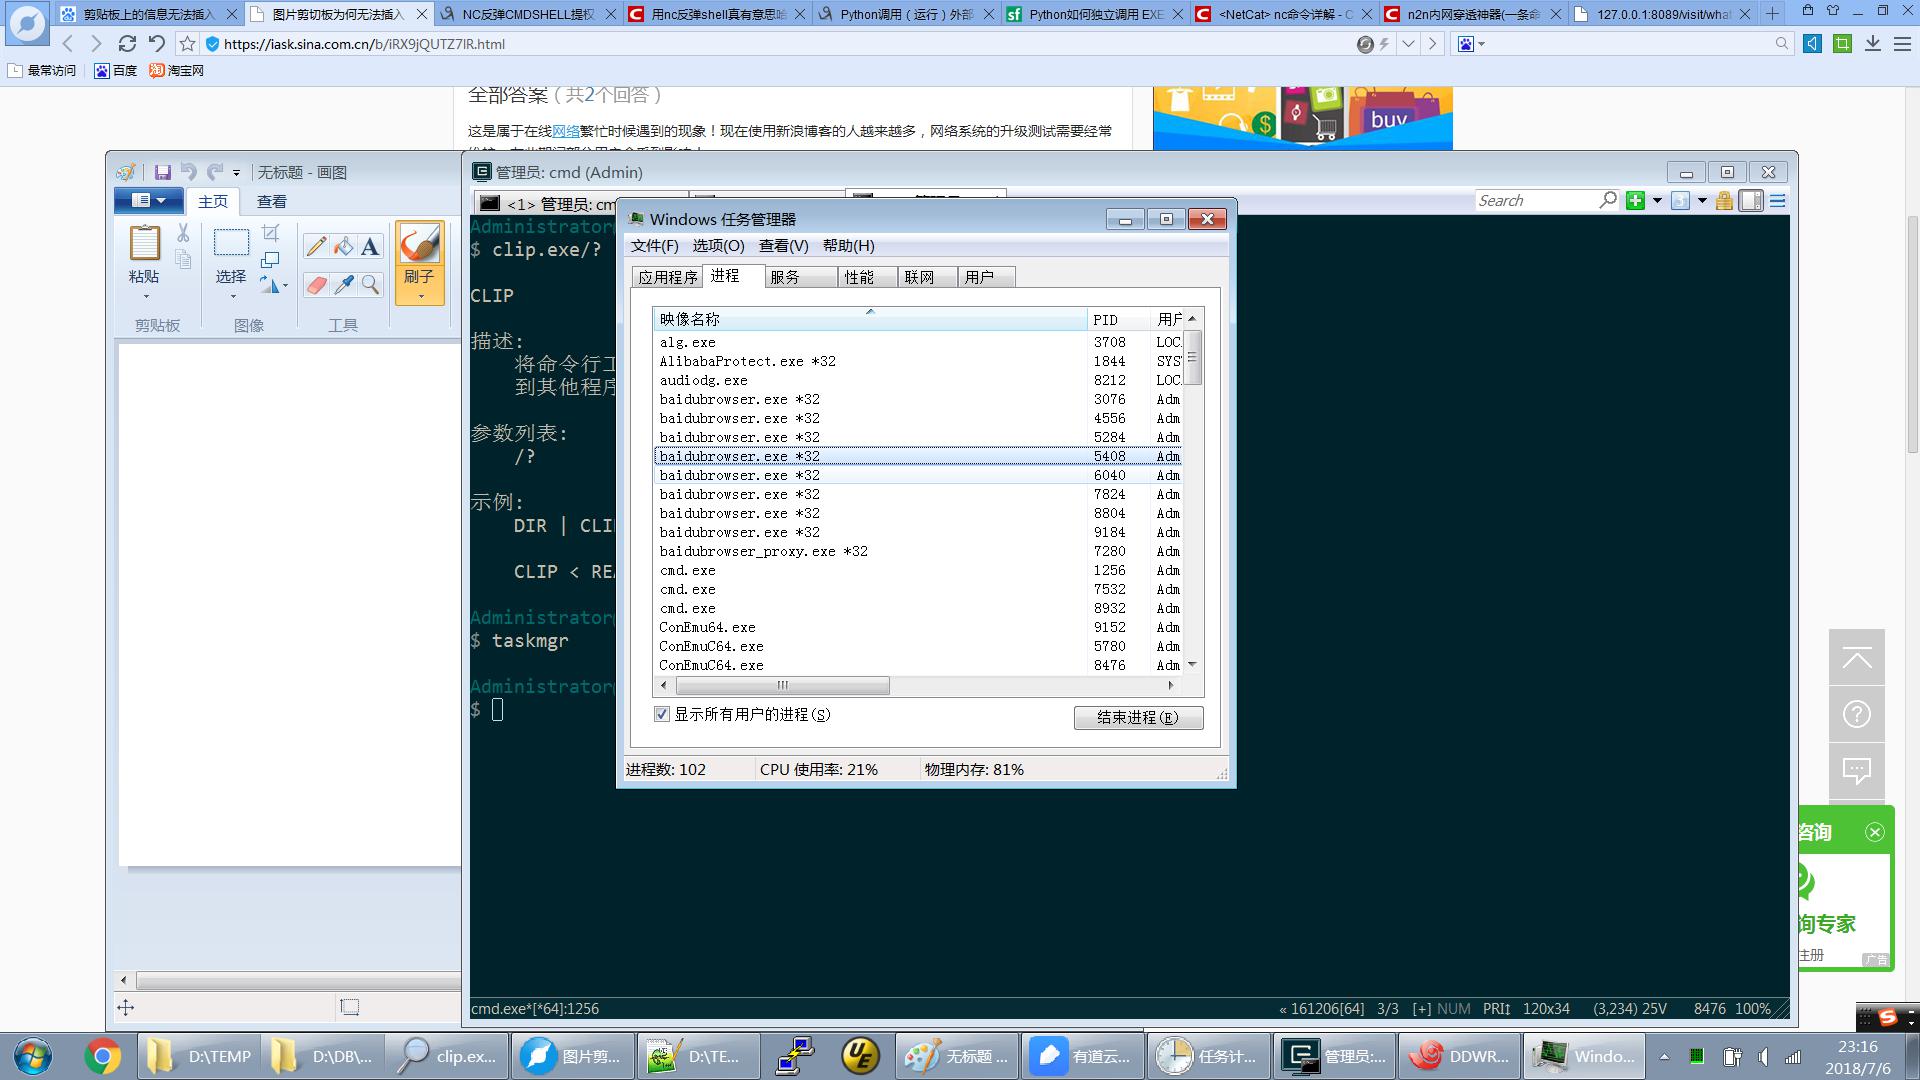 剪贴板上的信息无法插入
图片剪切板为何无法插入
NC反弹CMDSHELL提权
用nc反弹shell真有意思哈
Python调用（运行）外部
Python如何独立调用 EXE
<NetCat> nc命令详解 - C
n2n内网穿透神器(一条命
127.0.0.1:8089/visit/wha
https://iask.sina.com.cn/b/iRX9jQUTZ7lR.html
最常访问 百度 淘宝网
全部答案（共2个回答）
这是属于在线网络繁忙时候遇到的现象！现在使用新浪博客的人越来越多，网络系统的升级测试需要经常
buy
无标题 - 画图
主页 查看
粘贴
选择
刷子
剪贴板 图像 工具
管理员: cmd (Admin)
<1> 管理员: cm
Search
Administrator
$ clip.exe/?
CLIP
描述:
将命令行工
到其他程序
参数列表:
/?
示例:
DIR | CLI
CLIP < RE
Administrator
$ taskmgr
Administrator
$
Windows 任务管理器
文件(F) 选项(O) 查看(V) 帮助(H)
应用程序 进程 服务 性能 联网 用户
映像名称 PID 用户
alg.exe 3708 LOC
AlibabaProtect.exe *32 1844 SYS
audiodg.exe 8212 LOC
baidubrowser.exe *32 3076 Adm
baidubrowser.exe *32 4556 Adm
baidubrowser.exe *32 5284 Adm
baidubrowser.exe *32 5408 Adm
baidubrowser.exe *32 6040 Adm
baidubrowser.exe *32 7824 Adm
baidubrowser.exe *32 8804 Adm
baidubrowser.exe *32 9184 Adm
baidubrowser_proxy.exe *32 7280 Adm
cmd.exe 1256 Adm
cmd.exe 7532 Adm
cmd.exe 8932 Adm
ConEmu64.exe 9152 Adm
ConEmuC64.exe 5780 Adm
ConEmuC64.exe 8476 Adm
显示所有用户的进程(S)
结束进程(E)
进程数: 102 CPU 使用率: 21% 物理内存: 81%
咨询
询专家
注册
广告
cmd.exe*[*64]:1256
« 161206[64] 3/3 [+] NUM PRI↕ 120x34 (3,234) 25V 8476 100%
D:\TEMP
D:\DB\...
clip.ex...
图片剪...
D:\TE...
无标题 ...
有道云...
任务计...
管理员:...
DDWR...
Windo...
23:16
2018/7/6